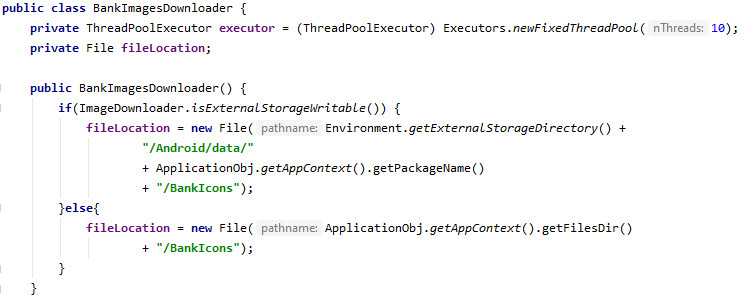 public class BankImagesDownloader {
    private ThreadPoolExecutor executor = (ThreadPoolExecutor) Executors.newFixedThreadPool( nThreads: 10);
    private File fileLocation;

    public BankImagesDownloader() {
        if(ImageDownloader.isExternalStorageWritable()) {
            fileLocation = new File( pathname: Environment.getExternalStorageDirectory() +
                    "/Android/data/"
                    + ApplicationObj.getAppContext().getPackageName()
                    + "/BankIcons");
        }else{
            fileLocation = new File( pathname: ApplicationObj.getAppContext().getFilesDir()
                    + "/BankIcons");
        }
    }